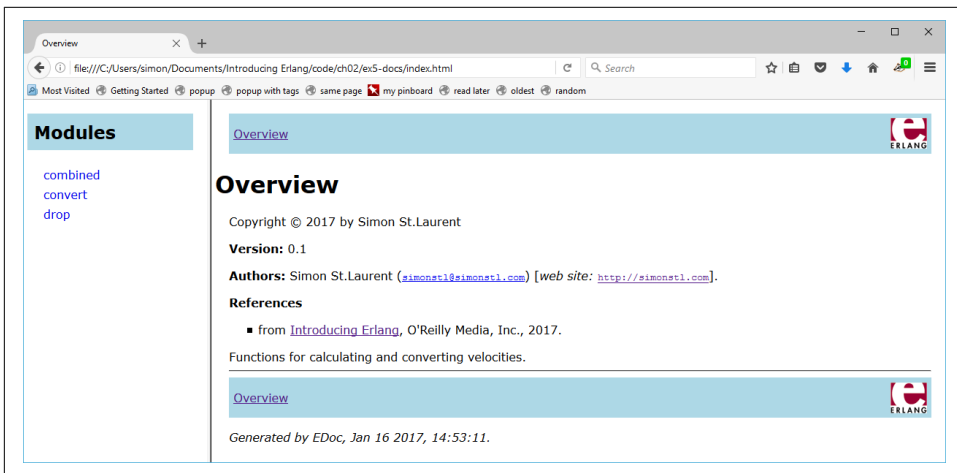 Overview
file:///C:/Users/simon/Documents/Introducing Erlang/code/ch02/ex5-docs/index.html
Search
0
Most Visited Getting Started popup popup with tags same page my pinboard read later oldest random
Modules
combined
convert
drop
Overview
ERLANG
Overview
Copyright © 2017 by Simon St.Laurent
Version: 0.1
Authors: Simon St.Laurent (simonstl@simonstl.com) [web site: http://simonstl.com].
References
▪ from Introducing Erlang, O'Reilly Media, Inc., 2017.
Functions for calculating and converting velocities.
Overview
ERLANG
Generated by EDoc, Jan 16 2017, 14:53:11.